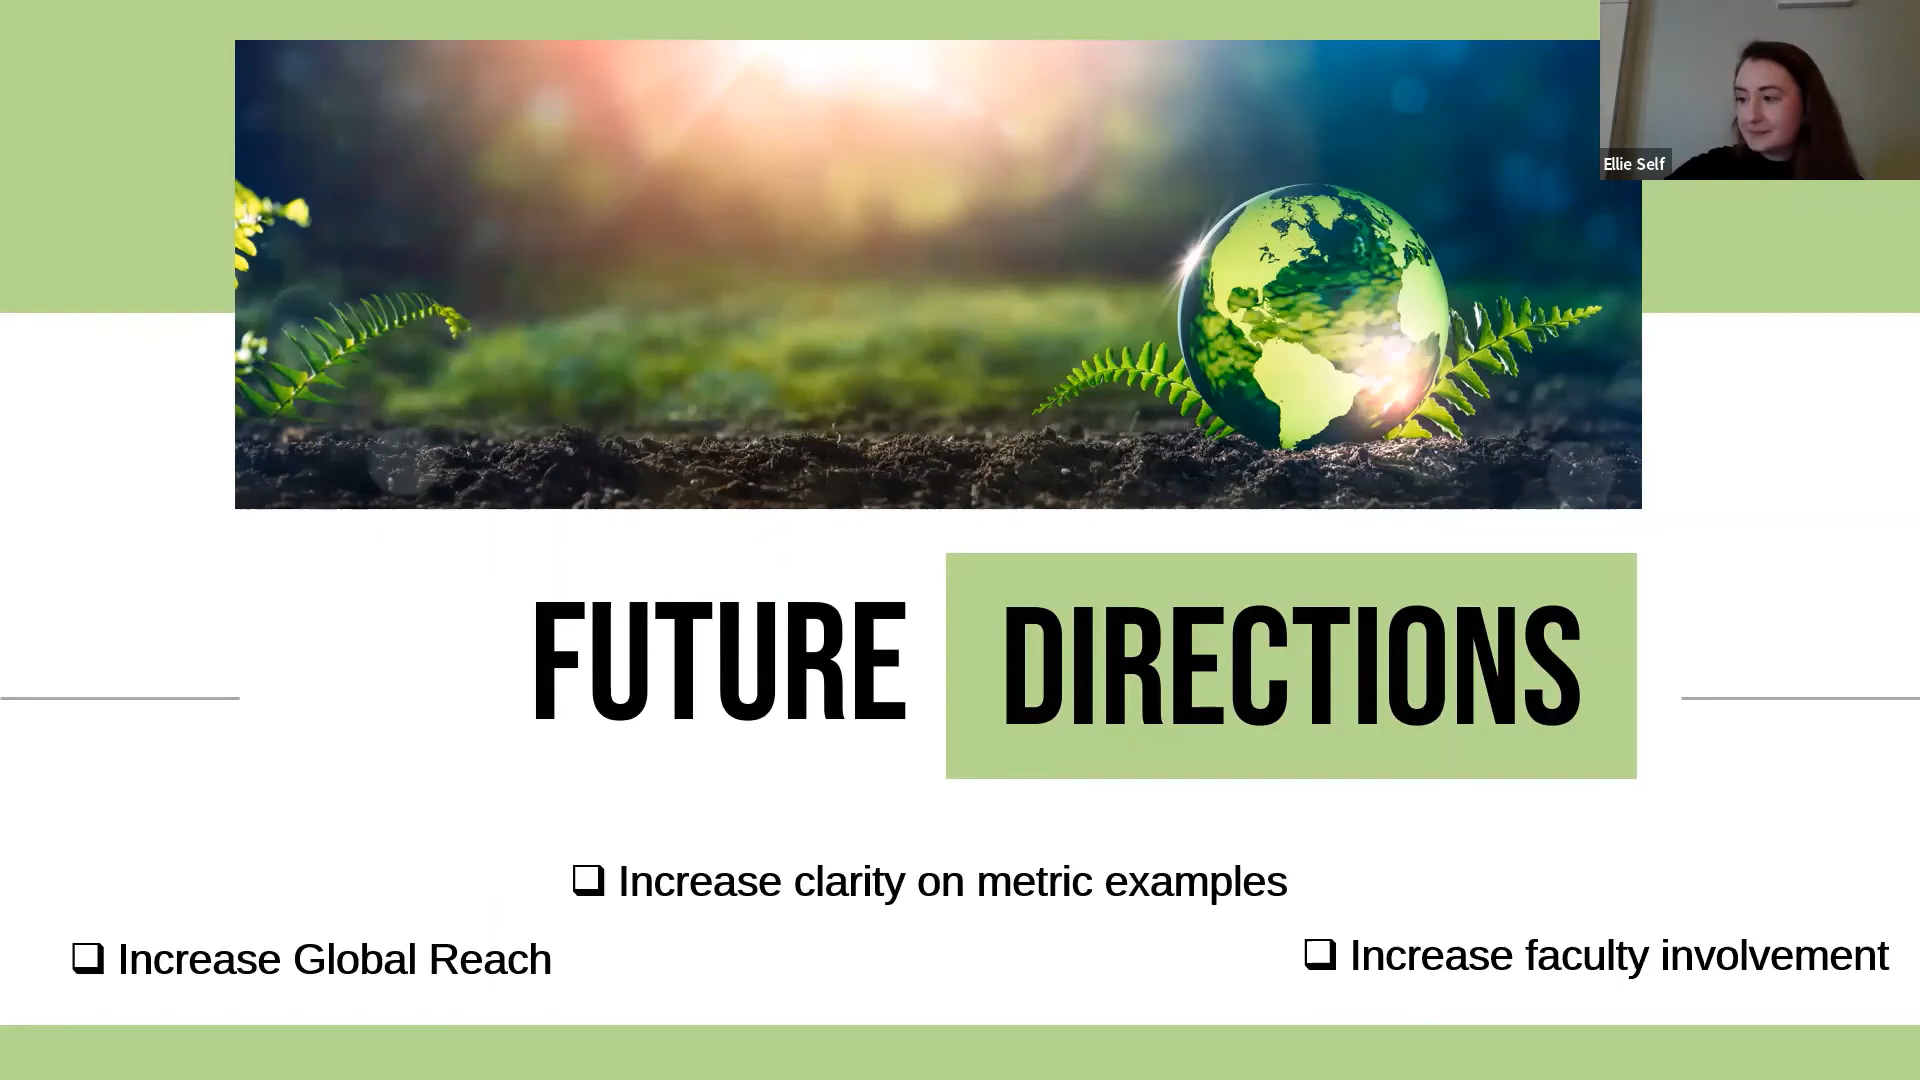 Ellie Self
FUTURE DIRECTIONS
❑ Increase clarity on metric examples
❑ Increase Global Reach
❑ Increase faculty involvement